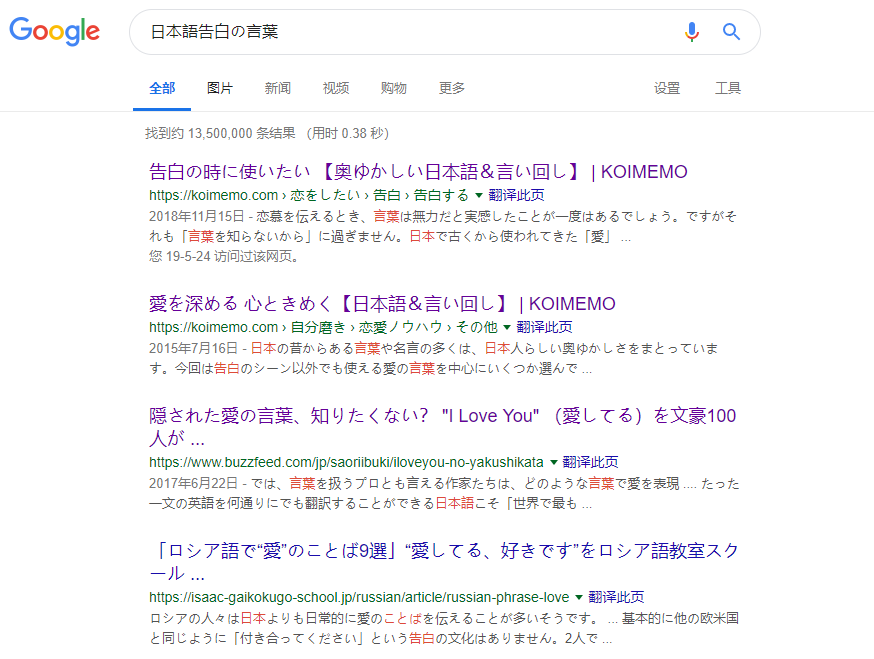 Google
日本語告白の言葉
全部 图片 新闻 视频 购物 更多 设置 工具
找到约 13,500,000 条结果 （用时 0.38 秒）
告白の時に使いたい 【奥ゆかしい日本語＆言い回し】 | KOIMEMO
https://koimemo.com › 恋をしたい › 告白 › 告白する 翻译此页
2018年11月15日 - 恋慕を伝えるとき、言葉は無力だと実感したことが一度はあるでしょう。ですがそ
れも「言葉を知らないから」に過ぎません。日本で古くから使われてきた「愛」 ...
您 19-5-24 访问过该网页。
愛を深める 心ときめく【日本語＆言い回し】 | KOIMEMO
https://koimemo.com › 自分磨き › 恋愛ノウハウ › その他 翻译此页
2015年7月16日 - 日本の昔からある言葉や名言の多くは、日本人らしい奥ゆかしさをまとっていま
す。今回は告白のシーン以外でも使える愛の言葉を中心にいくつか選んで ...
隠された愛の言葉、知りたくない? "I Love You" （愛してる）を文豪100
人が ...
https://www.buzzfeed.com/jp/saoriibuki/iloveyou-no-yakushikata 翻译此页
2017年6月22日 - では、言葉を扱うプロとも言える作家たちは、どのような言葉で愛を表現 .... たった
一文の英語を何通りにでも翻訳することができる日本語こそ「世界で最も ...
「ロシア語で“愛”のことば9選」“愛してる、好きです”をロシア語教室スク
ール ...
https://isaac-gaikokugo-school.jp/russian/article/russian-phrase-love 翻译此页
ロシアの人々は日本よりも日常的に愛のことばを伝えることが多いそうです。 ... 基本的に他の欧米国
と同じように「付き合ってください」という告白の文化はありません。2人で ...